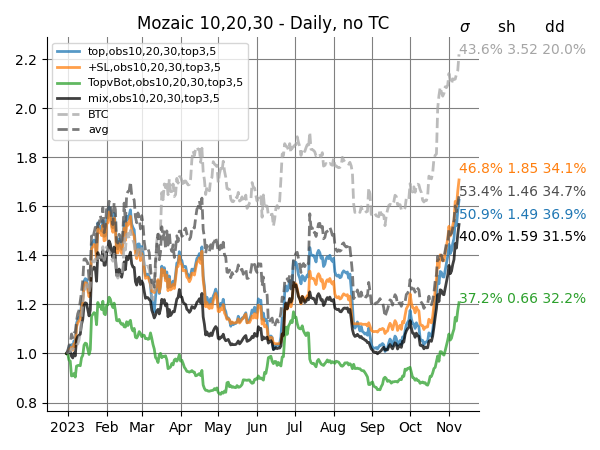 Mozaic 10,20,30 - Daily, no TC
σ sh dd
top,obs10,20,30,top3,5
+SL,obs10,20,30,top3,5
TopvBot,obs10,20,30,top3,5
mix,obs10,20,30,top3,5
BTC
avg
43.6% 3.52 20.0%
46.8% 1.85 34.1%
53.4% 1.46 34.7%
50.9% 1.49 36.9%
40.0% 1.59 31.5%
37.2% 0.66 32.2%
2.2
2.0
1.8
1.6
1.4
1.2
1.0
0.8
2023 Feb Mar Apr May Jun Jul Aug Sep Oct Nov